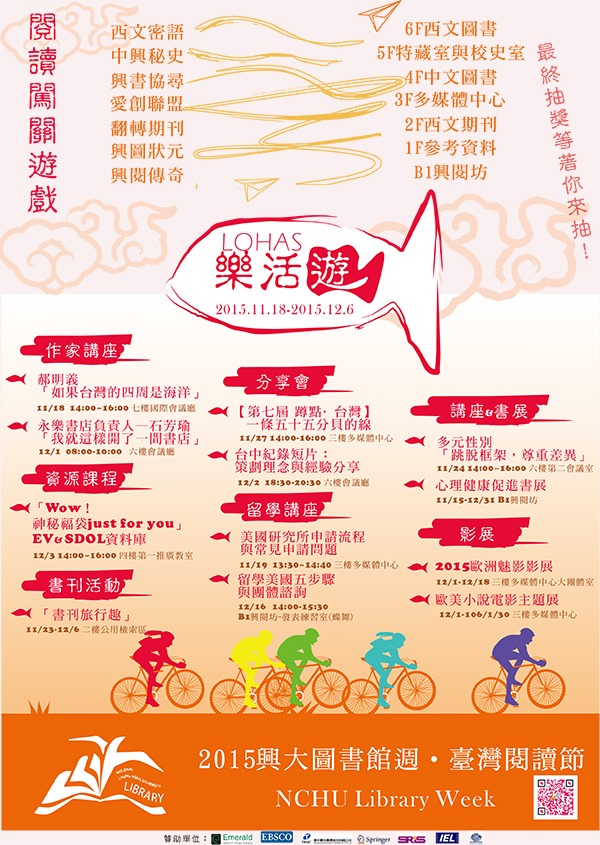 閱讀闖關遊戲
西文密語
中興秘史
興書協尋
愛創聯盟
翻轉期刊
興圖狀元
興閱傳奇
6F西文圖書
5F特藏室與校史室
4F中文圖書
3F多媒體中心
2F西文期刊
1F參考資料
B1興閱坊
最終抽獎等著你來抽！
LOHAS
樂活遊
2015.11.18-2015.12.6
作家講座
郝明義
「如果台灣的四周是海洋」
11/18 14:00~16:00 七樓國際會議廳
永樂書店負責人—石芳瑜
「我就這樣開了一間書店」
12/1 08:00-10:00 六樓會議廳
資源課程
「Wow！
神秘福袋just for you」
EV&SDOL資料庫
12/3 14:00~16:00 四樓第一推廣教室
書刊活動
「書刊旅行趣」
11/23-12/6 二樓公用檢索區
分享會
【第七屆 蹲點·台灣】
一條五十五分貝的線
11/27 14:00-16:00 三樓多媒體中心
台中紀錄短片：
策劃理念與經驗分享
12/2 18:30-20:30 六樓會議廳
留學講座
美國研究所申請流程
與常見申請問題
11/19 13:30~14:40 三樓多媒體中心
留學美國五步驟
與團體諮詢
12/16 14:00-15:30
B1興閱坊-發表練習室(蝶舞)
講座&書展
多元性別
「跳脫框架，尊重差異」
11/24 14:00~16:00 六樓第二會議室
心理健康促進書展
11/15-12/31 B1興閱坊
影展
2015歐洲魅影影展
12/1-12/18 三樓多媒體中心大團體室
歐美小說電影主題展
12/1-106/1/30 三樓多媒體中心
LIBRARY
2015興大圖書館週·臺灣閱讀節
NCHU Library Week
贊助單位：
Emerald
EBSCO
Springer
SRIS
IEL